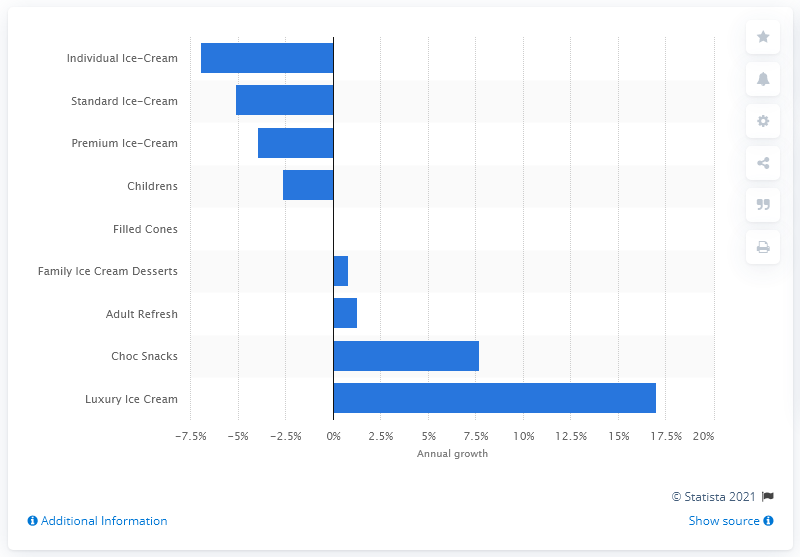 Individual Ice-Cream
Standard Ice-Cream
Premium Ice-Cream
Childrens
Filled Cones
Family Ice Cream Desserts
Adult Refresh
Choc Snacks
Luxury Ice Cream
−7.5% −5% −2.5% 0% 2.5% 5% 7.5% 10% 12.5% 15% 17.5% 20%
Annual growth
© Statista 2021
Additional Information Show source